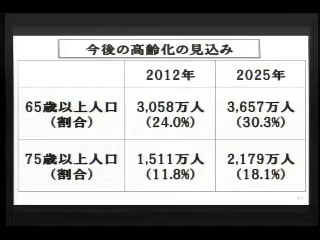 今後の高齢化の見込み
2012年 2025年
65歳以上人口 3,058万人 3,657万人
(割合) (24.0%) (30.3%)
75歳以上人口 1,511万人 2,179万人
(割合) (11.8%) (18.1%)